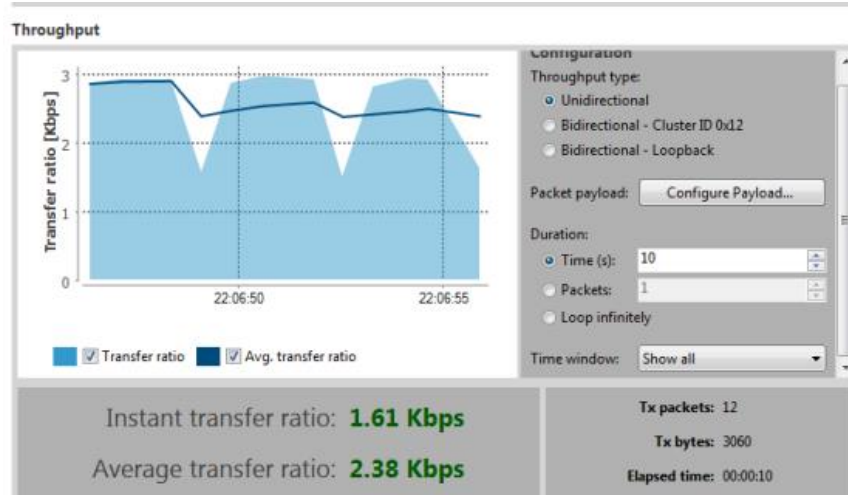 Throughput
Transfer ratio [Kbps]
3
2
1
0
22:06:50
22:06:55
Transfer ratio
Avg. transfer ratio
Configuration
Throughput type:
Unidirectional
Bidirectional - Cluster ID 0x12
Bidirectional - Loopback
Packet payload: Configure Payload...
Duration:
Time (s): 10
Packets: 1
Loop infinitely
Time window: Show all
Instant transfer ratio: 1.61 Kbps
Average transfer ratio: 2.38 Kbps
Tx packets: 12
Tx bytes: 3060
Elapsed time: 00:00:10